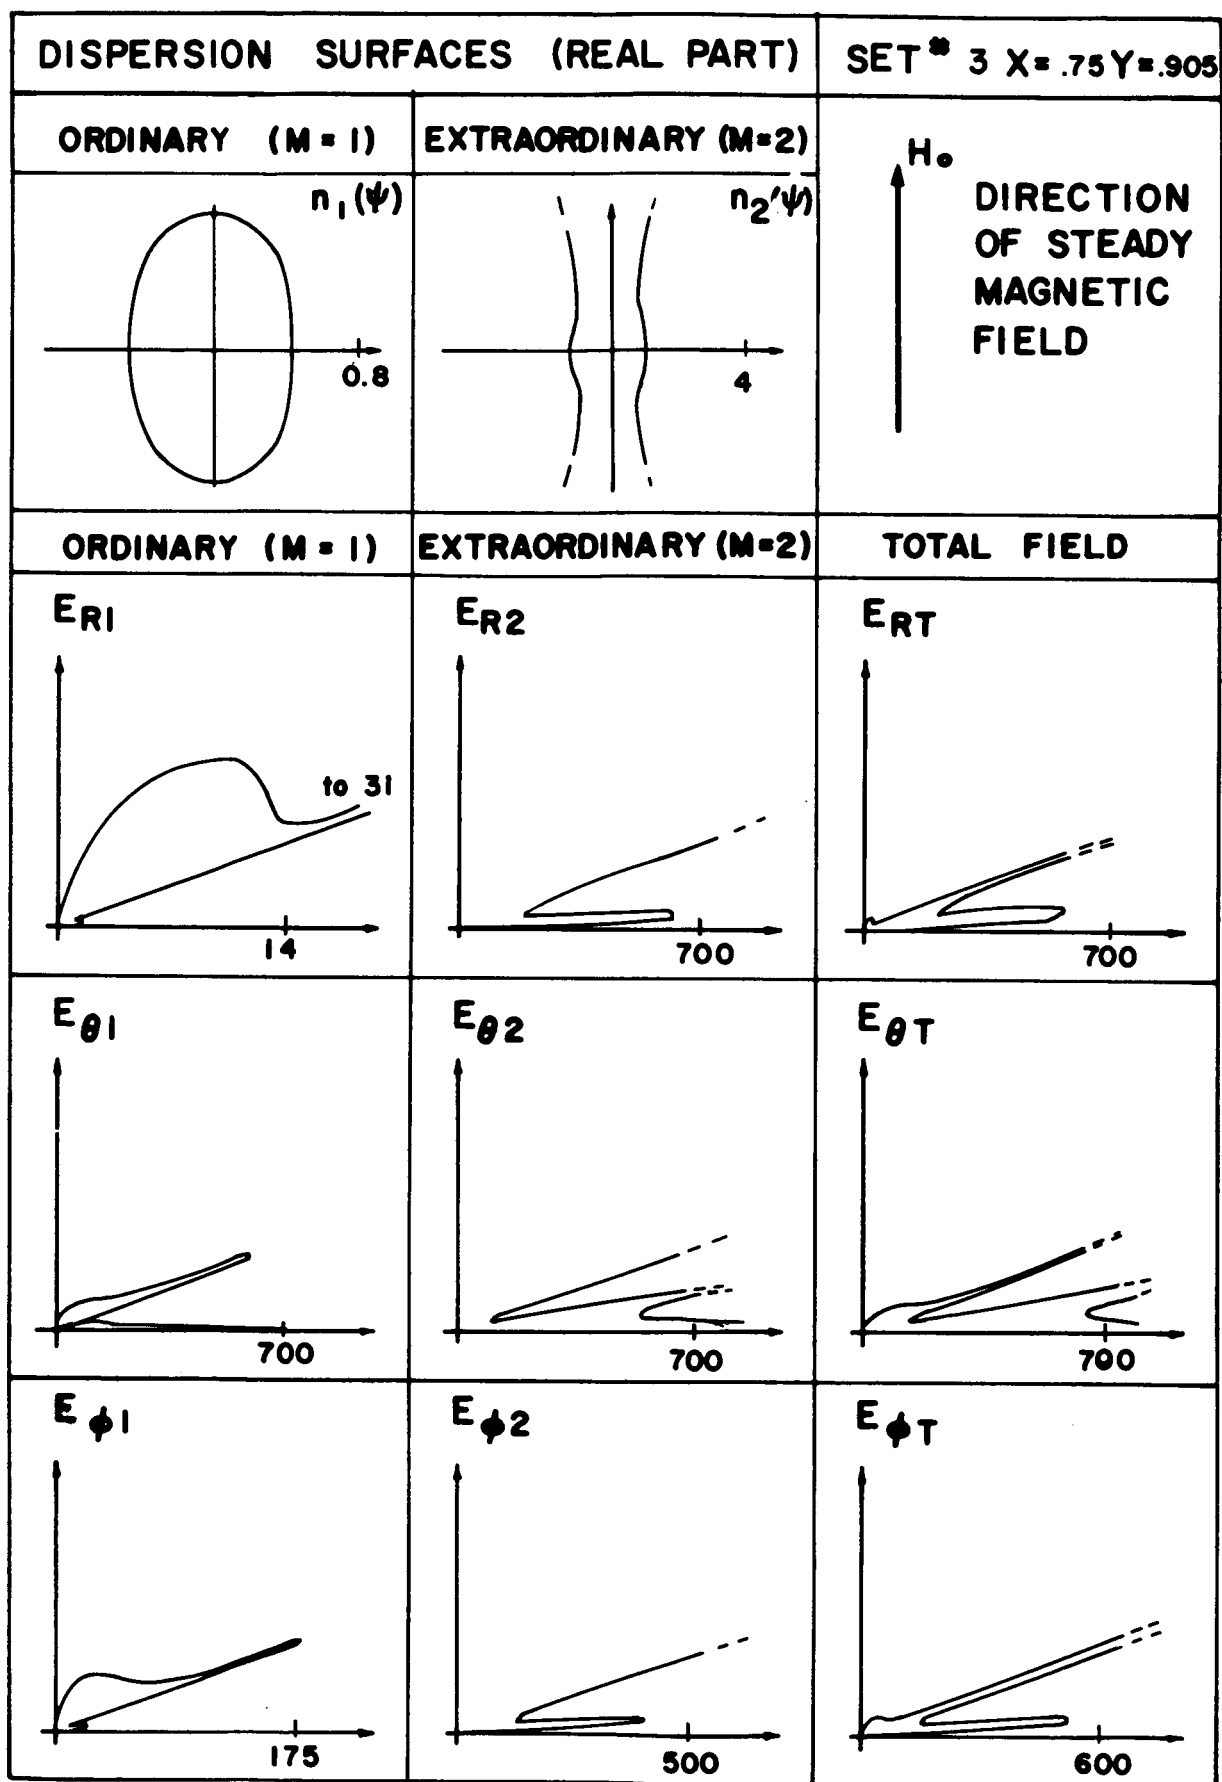 DISPERSION SURFACES (REAL PART)
SET # 3 X = .75 Y = .905
ORDINARY (M = 1)
EXTRAORDINARY (M=2)
n1(ψ)
0.8
n2'ψ)
4
Ho
DIRECTION
OF STEADY
MAGNETIC
FIELD
ORDINARY (M = 1)
EXTRAORDINARY (M=2)
TOTAL FIELD
ER1
to 31
14
ER2
700
ERT
700
Eθ1
700
Eθ2
700
EθT
700
Eϕ1
175
Eϕ2
500
EϕT
600